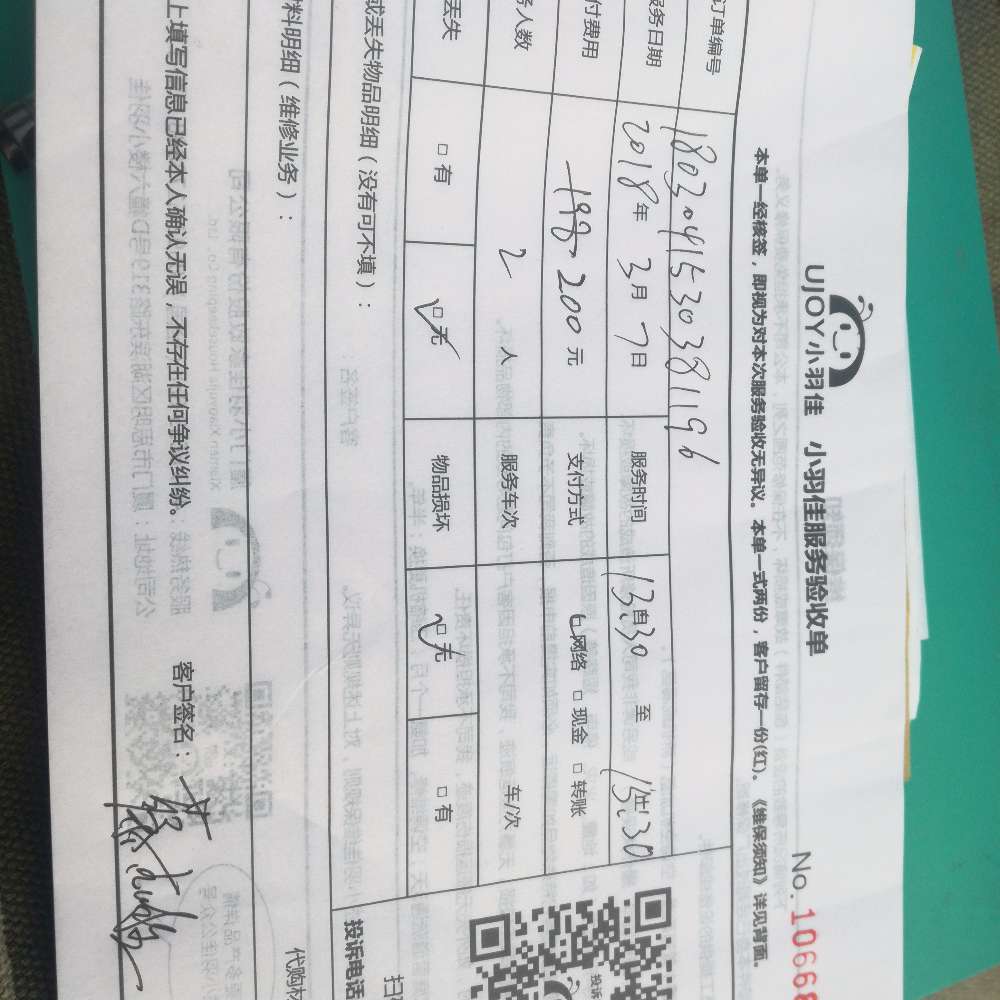 UJOY小羽佳 小羽佳服务验收单
No. 10668
本单一经核签，即视为对本次服务验收无异议。本单一式两份，客户留存一份(红)。《维保须知》详见背面。
订单编号 1803041530381196
服务日期 2018年3月7日 服务时间 13:30 至 15:30
付费用 198 200元 支付方式 网络 □现金 □转账
务人数 2人 服务车次 车/次
丢失 □有 □无 物品损坏 □无 □有
或丢失物品明细（没有可不填）：
投诉
投诉电话
料明细（维修业务）：
代购材
上填写信息已经本人确认无误，不存在任何争议纠纷。 客户签名：